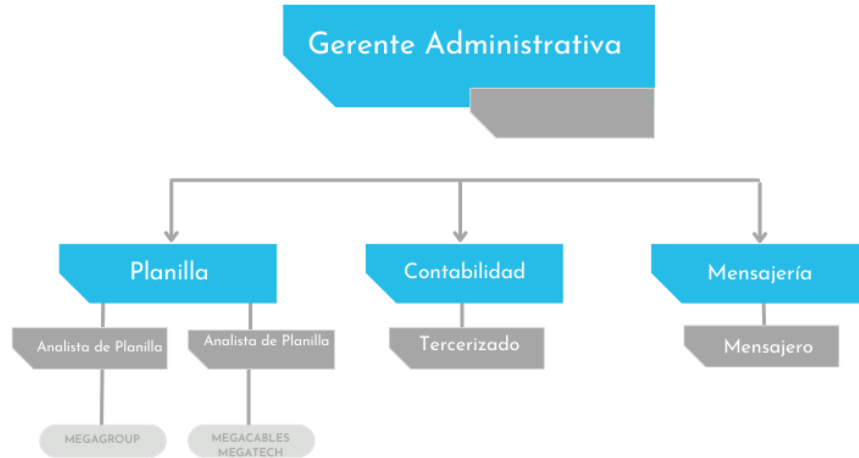 Gerente Administrativa
Planilla
Contabilidad
Mensajería
Analista de Planilla
Analista de Planilla
Tercerizado
Mensajero
MEGAGROUP
MEGACABLES
MEGATECH